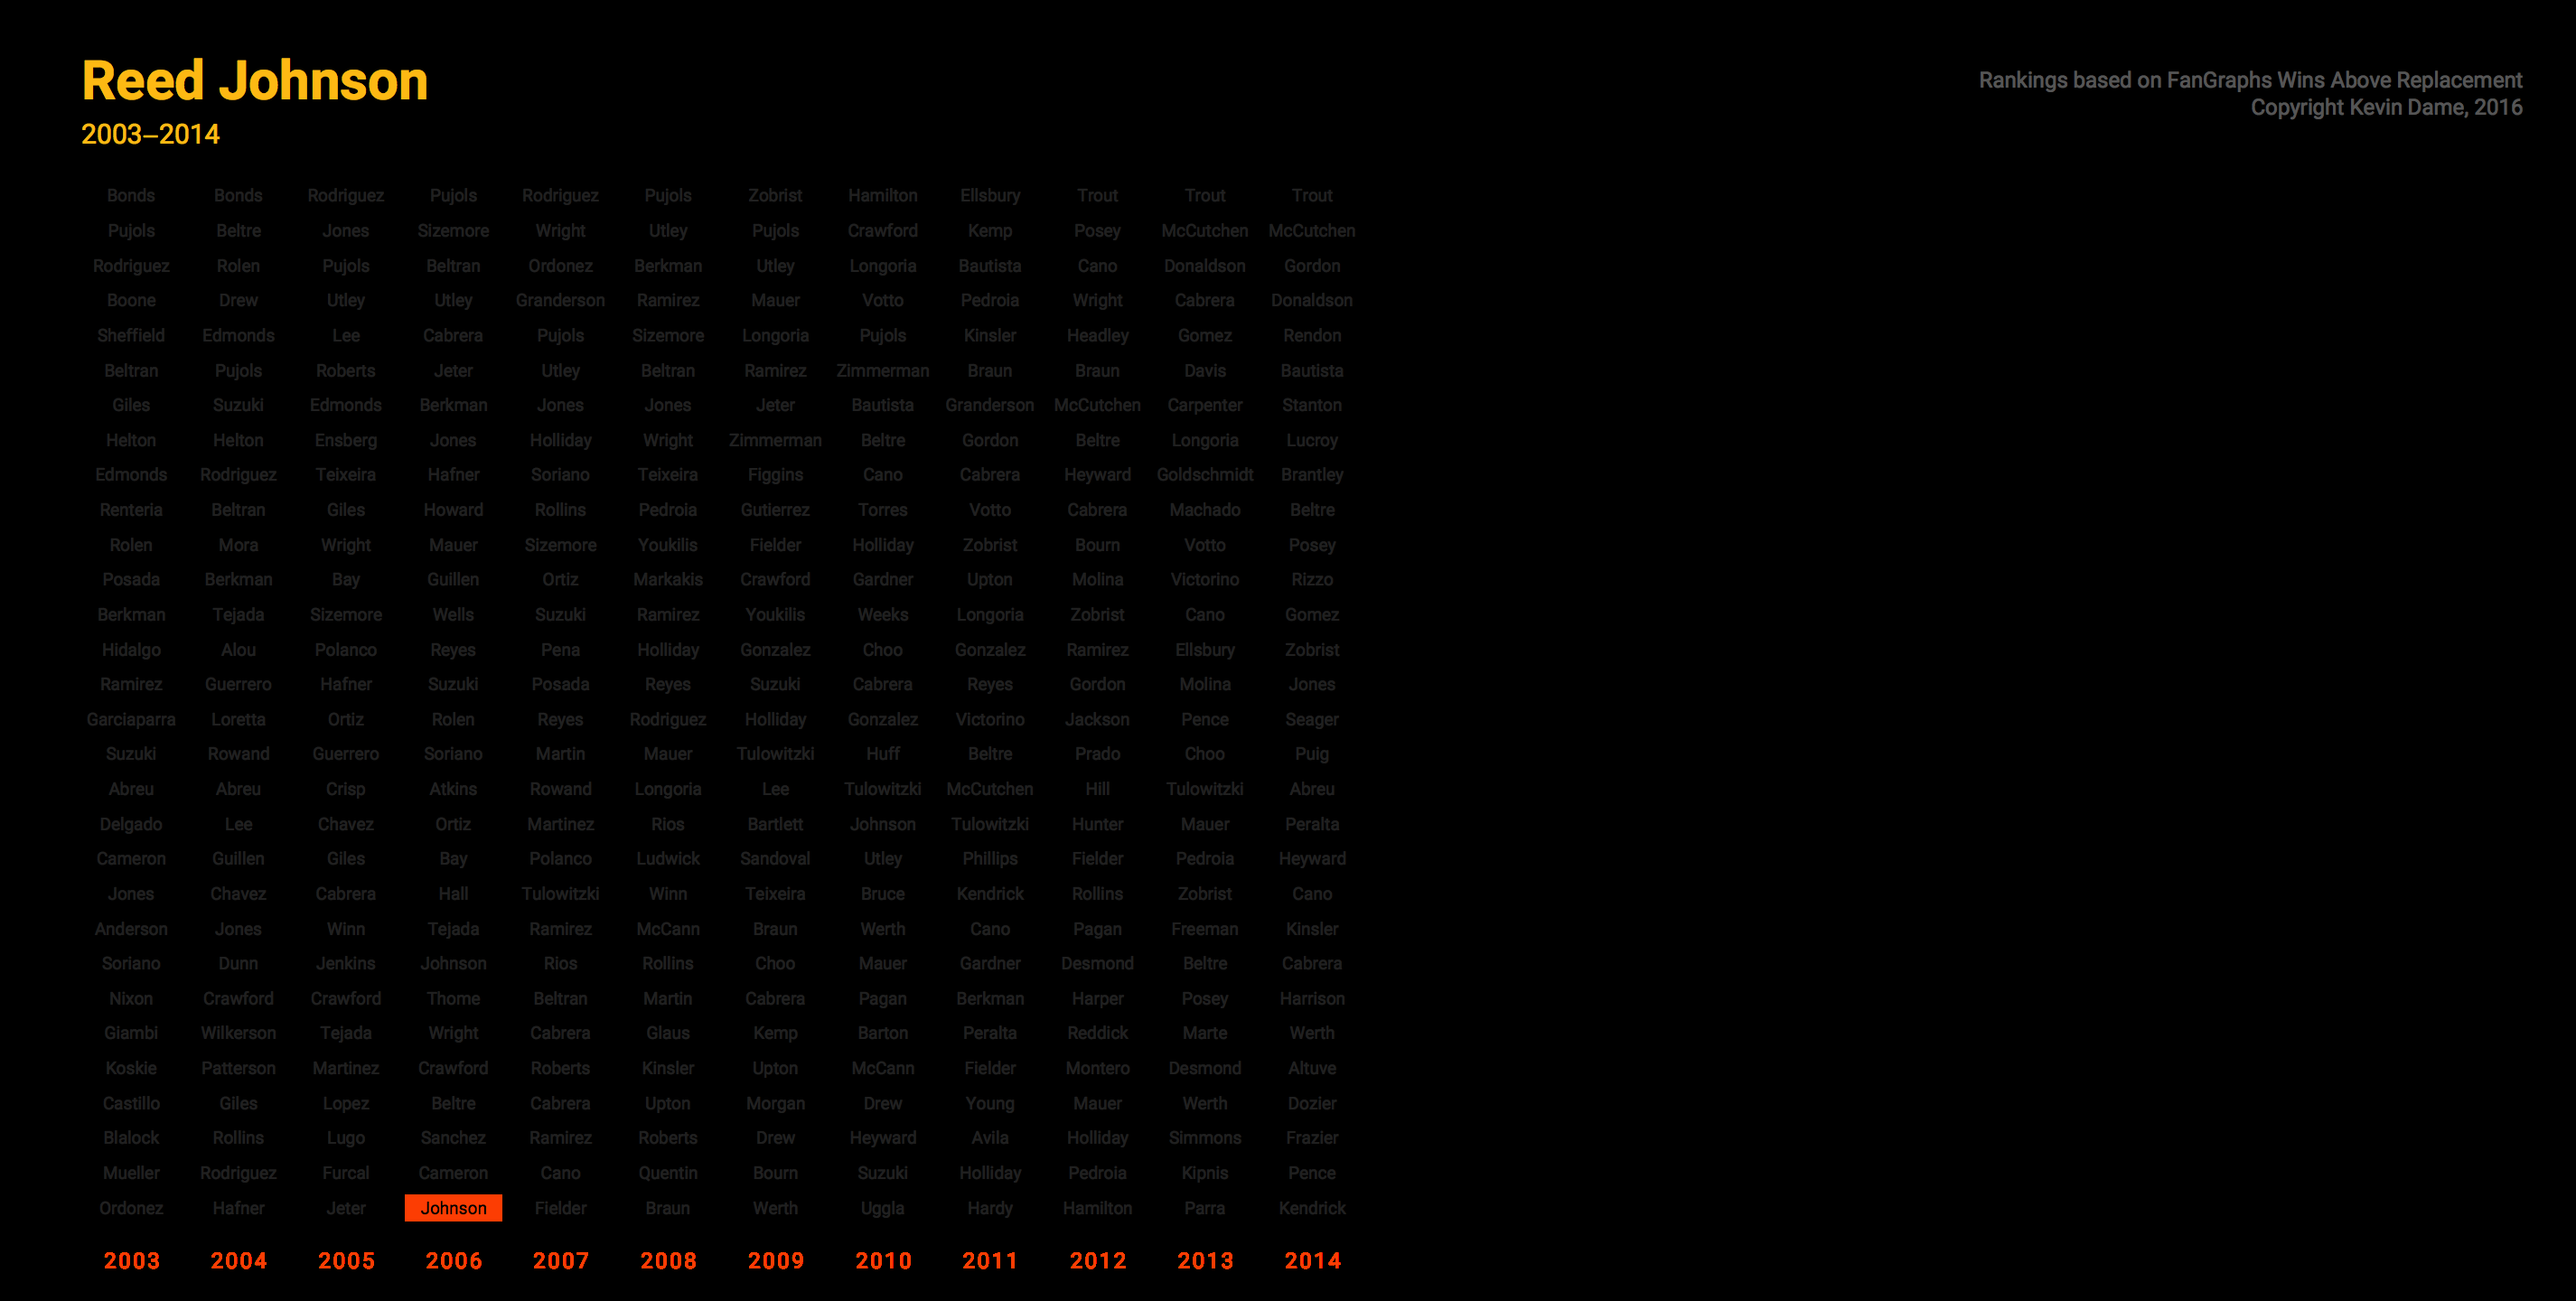 Reed Johnson
2003–2014
Rankings based on FanGraphs Wins Above Replacement
Copyright Kevin Dame, 2016
Bonds Bonds Rodriguez Pujols Rodriguez Pujols Zobrist Hamilton Ellsbury Trout Trout Trout
Pujols Beltre Jones Sizemore Wright Utley Pujols Crawford Kemp Posey McCutchen McCutchen
Rodriguez Rolen Pujols Beltran Ordonez Berkman Utley Longoria Bautista Cano Donaldson Gordon
Boone Drew Utley Utley Granderson Ramirez Mauer Votto Pedroia Wright Cabrera Donaldson
Sheffield Edmonds Lee Cabrera Pujols Sizemore Longoria Pujols Kinsler Headley Gomez Rendon
Beltran Pujols Roberts Jeter Utley Beltran Ramirez Zimmerman Braun Braun Davis Bautista
Giles Suzuki Edmonds Berkman Jones Jones Jeter Bautista Granderson McCutchen Carpenter Stanton
Helton Helton Ensberg Jones Holliday Wright Zimmerman Beltre Gordon Beltre Longoria Lucroy
Edmonds Rodriguez Teixeira Hafner Soriano Teixeira Figgins Cano Cabrera Heyward Goldschmidt Brantley
Renteria Beltran Giles Howard Rollins Pedroia Gutierrez Torres Votto Cabrera Machado Beltre
Rolen Mora Wright Mauer Sizemore Youkilis Fielder Holliday Zobrist Bourn Votto Posey
Posada Berkman Bay Guillen Ortiz Markakis Crawford Gardner Upton Molina Victorino Rizzo
Berkman Tejada Sizemore Wells Suzuki Ramirez Youkilis Weeks Longoria Zobrist Cano Gomez
Hidalgo Alou Polanco Reyes Pena Holliday Gonzalez Choo Gonzalez Ramirez Ellsbury Zobrist
Ramirez Guerrero Hafner Suzuki Posada Reyes Suzuki Cabrera Reyes Gordon Molina Jones
Garciaparra Loretta Ortiz Rolen Reyes Rodriguez Holliday Gonzalez Victorino Jackson Pence Seager
Suzuki Rowand Guerrero Soriano Martin Mauer Tulowitzki Huff Beltre Prado Choo Puig
Abreu Abreu Crisp Atkins Rowand Longoria Lee Tulowitzki McCutchen Hill Tulowitzki Abreu
Delgado Lee Chavez Ortiz Martinez Rios Bartlett Johnson Tulowitzki Hunter Mauer Peralta
Cameron Guillen Giles Bay Polanco Ludwick Sandoval Utley Phillips Fielder Pedroia Heyward
Jones Chavez Cabrera Hall Tulowitzki Winn Teixeira Bruce Kendrick Rollins Zobrist Cano
Anderson Jones Winn Tejada Ramirez McCann Braun Werth Cano Pagan Freeman Kinsler
Soriano Dunn Jenkins Johnson Rios Rollins Choo Mauer Gardner Desmond Beltre Cabrera
Nixon Crawford Crawford Thome Beltran Martin Cabrera Pagan Berkman Harper Posey Harrison
Giambi Wilkerson Tejada Wright Cabrera Glaus Kemp Barton Peralta Reddick Marte Werth
Koskie Patterson Martinez Crawford Roberts Kinsler Upton McCann Fielder Montero Desmond Altuve
Castillo Giles Lopez Beltre Cabrera Upton Morgan Drew Young Mauer Werth Dozier
Blalock Rollins Lugo Sanchez Ramirez Roberts Drew Heyward Avila Holliday Simmons Frazier
Mueller Rodriguez Furcal Cameron Cano Quentin Bourn Suzuki Holliday Pedroia Kipnis Pence
Ordonez Hafner Jeter Johnson Fielder Braun Werth Uggla Hardy Hamilton Parra Kendrick
2003 2004 2005 2006 2007 2008 2009 2010 2011 2012 2013 2014